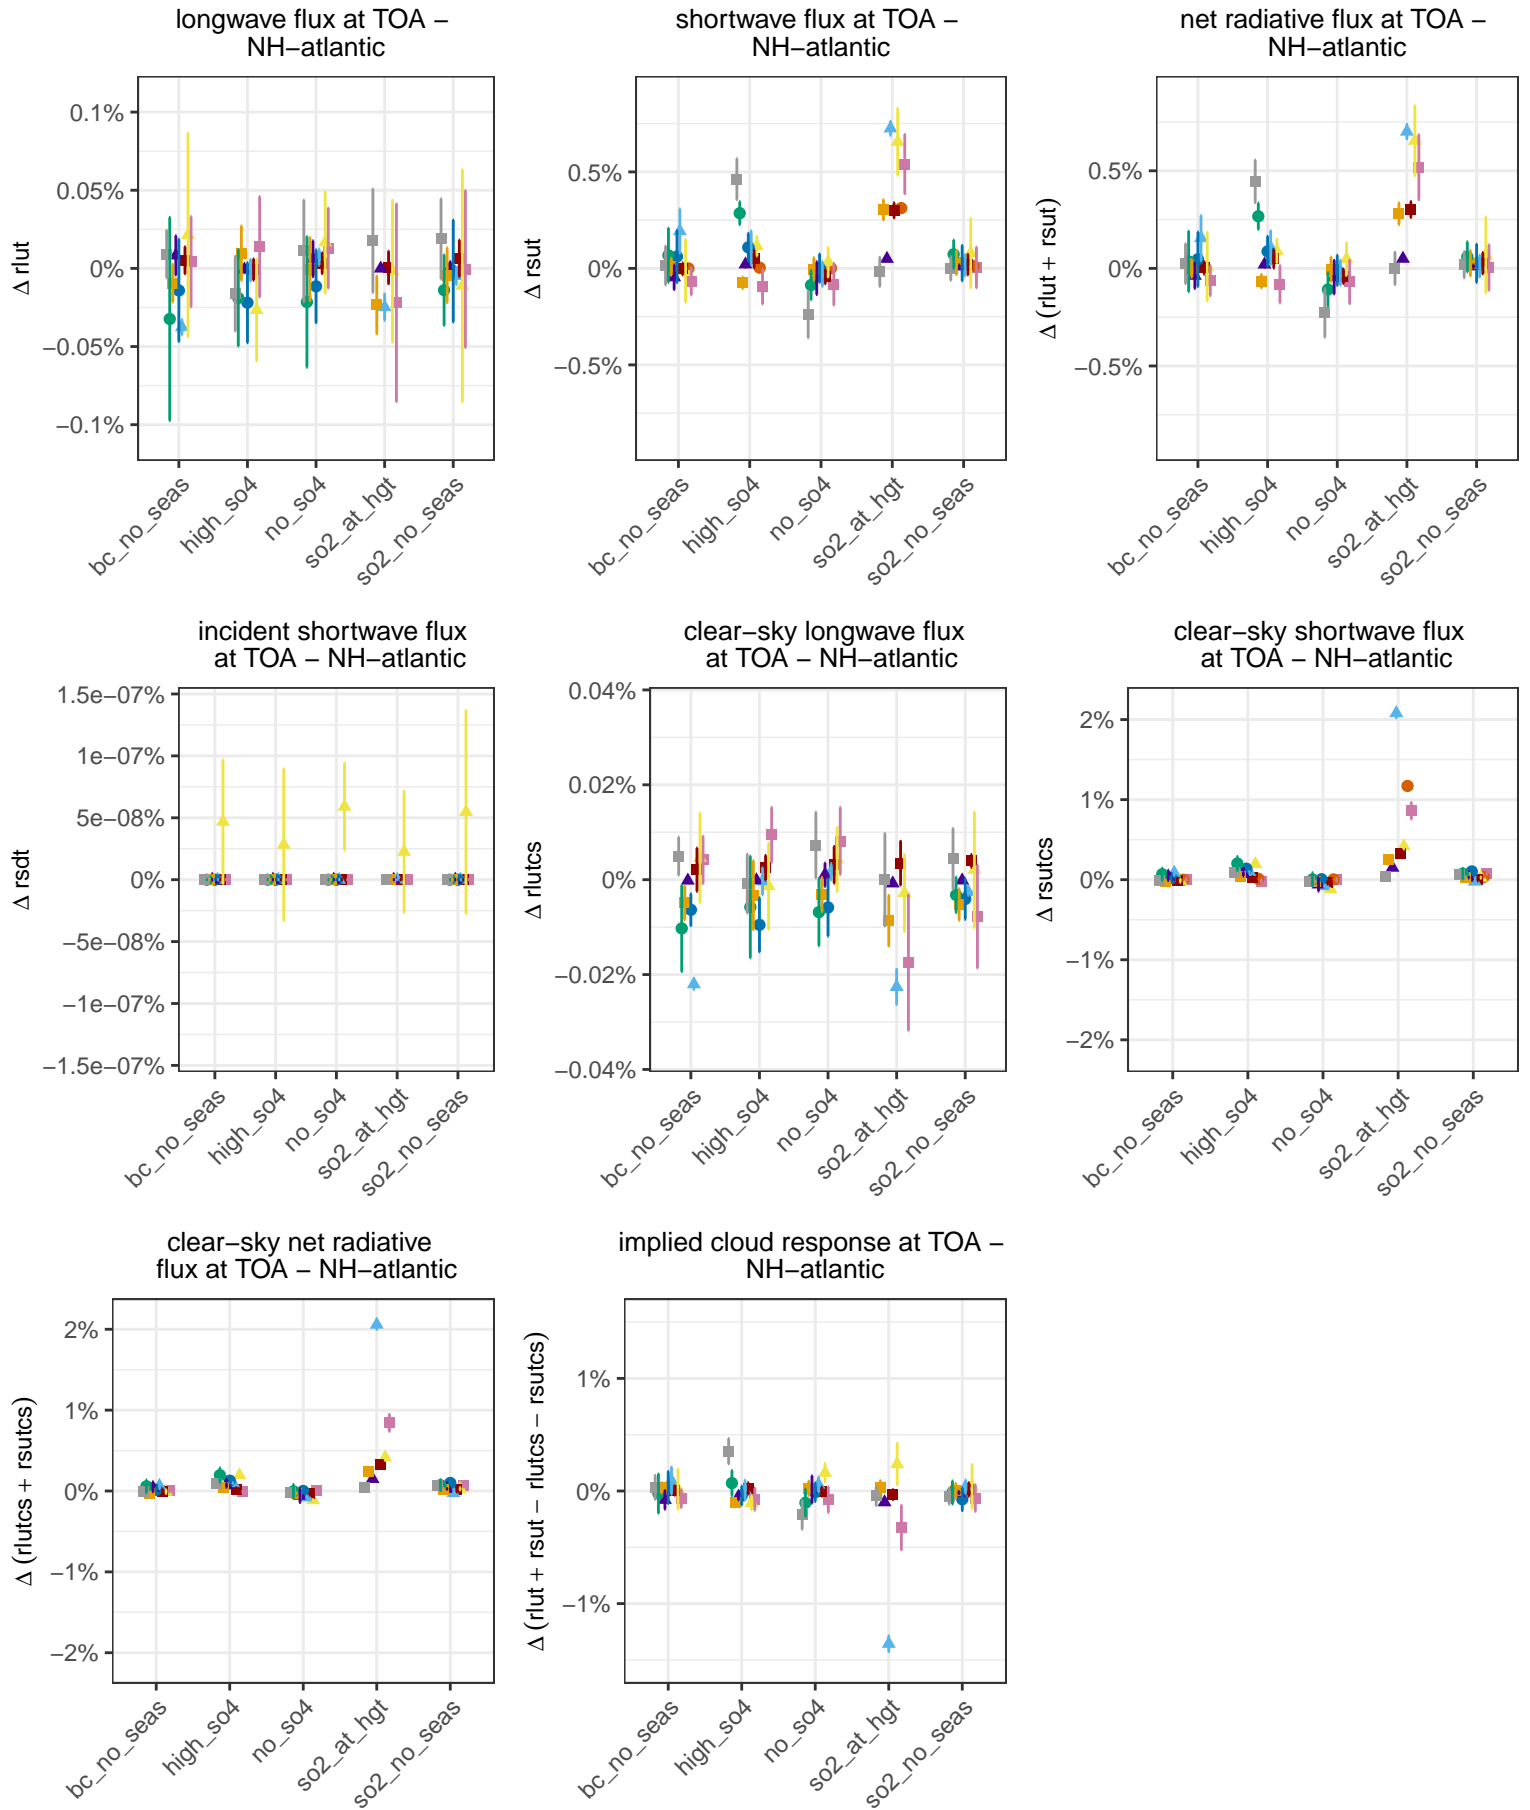 longwave flux at TOA −
NH−atlantic
Δ rlut
0.1%
0.05%
0%
−0.05%
−0.1%
bc_no_seas
high_so4
no_so4
so2_at_hgt
so2_no_seas
shortwave flux at TOA −
NH−atlantic
Δ rsut
0.5%
0%
−0.5%
bc_no_seas
high_so4
no_so4
so2_at_hgt
so2_no_seas
net radiative flux at TOA −
NH−atlantic
Δ (rlut + rsut)
0.5%
0%
−0.5%
bc_no_seas
high_so4
no_so4
so2_at_hgt
so2_no_seas
incident shortwave flux
at TOA − NH−atlantic
Δ rsdt
1.5e−07%
1e−07%
5e−08%
0%
−5e−08%
−1e−07%
−1.5e−07%
bc_no_seas
high_so4
no_so4
so2_at_hgt
so2_no_seas
clear−sky longwave flux
at TOA − NH−atlantic
Δ rlutcs
0.04%
0.02%
0%
−0.02%
−0.04%
bc_no_seas
high_so4
no_so4
so2_at_hgt
so2_no_seas
clear−sky shortwave flux
at TOA − NH−atlantic
Δ rsutcs
2%
1%
0%
−1%
−2%
bc_no_seas
high_so4
no_so4
so2_at_hgt
so2_no_seas
clear−sky net radiative
flux at TOA − NH−atlantic
Δ (rlutcs + rsutcs)
2%
1%
0%
−1%
−2%
bc_no_seas
high_so4
no_so4
so2_at_hgt
so2_no_seas
implied cloud response at TOA −
NH−atlantic
Δ (rlut + rsut − rlutcs − rsutcs)
1%
0%
−1%
bc_no_seas
high_so4
no_so4
so2_at_hgt
so2_no_seas